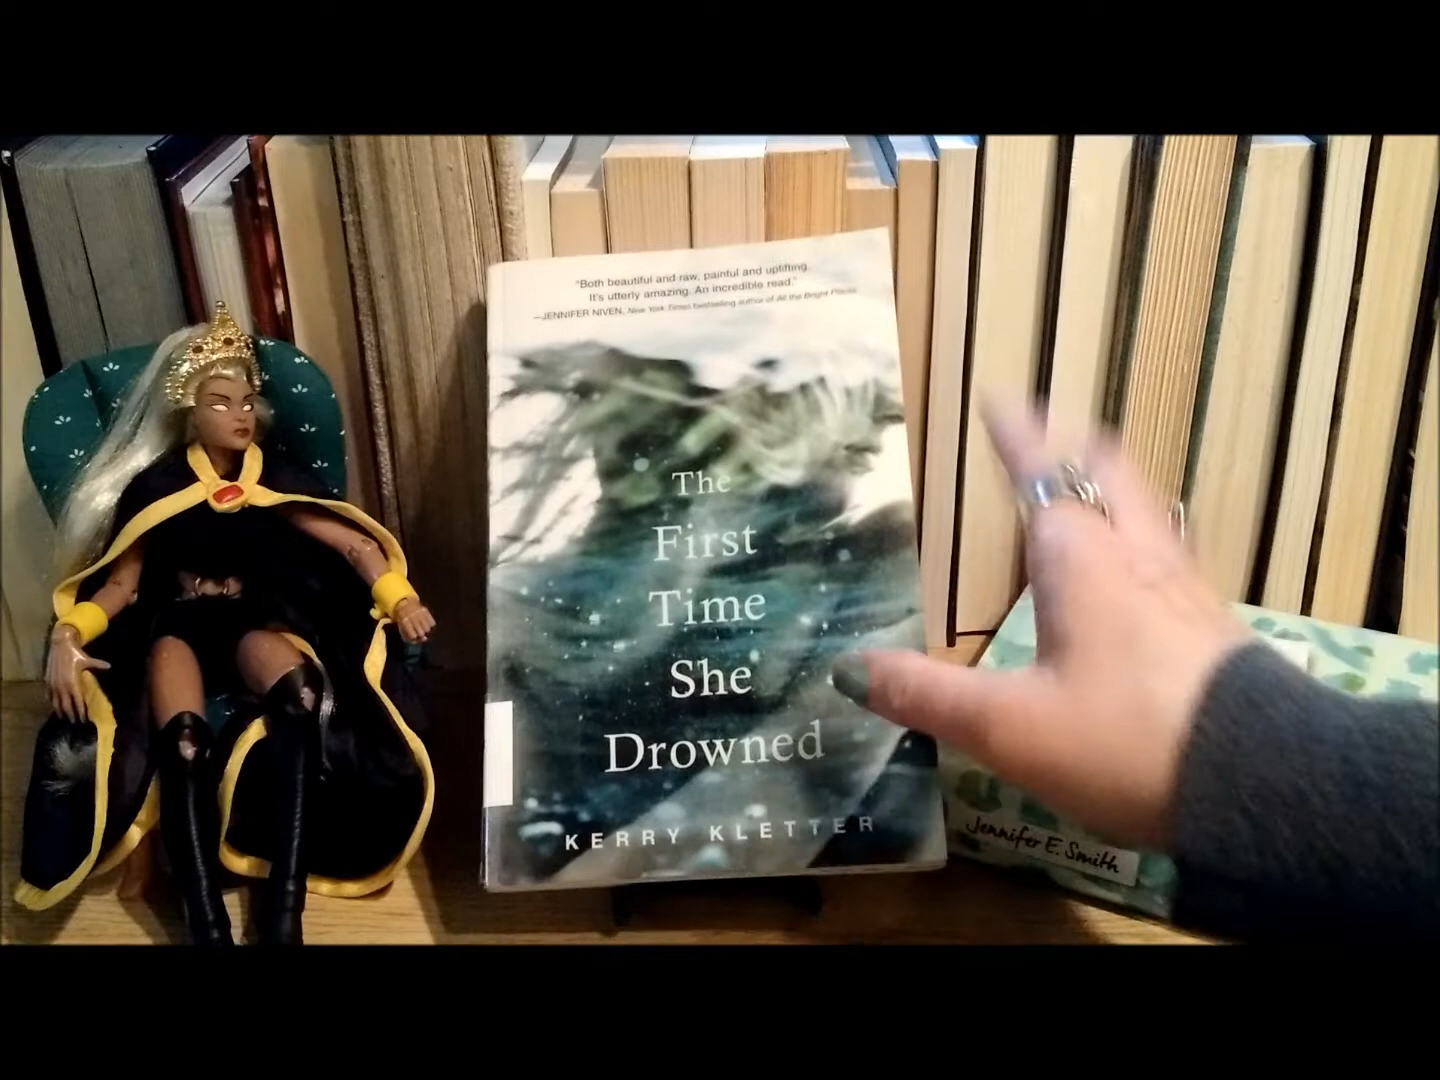 "Both beautiful and raw, painful and uplifting.
It's utterly amazing. An incredible read."
—JENNIFER NIVEN, New York Times bestselling author of All the Bright Places
The
First
Time
She
Drowned
KERRY KLETTER
Jennifer E. Smith